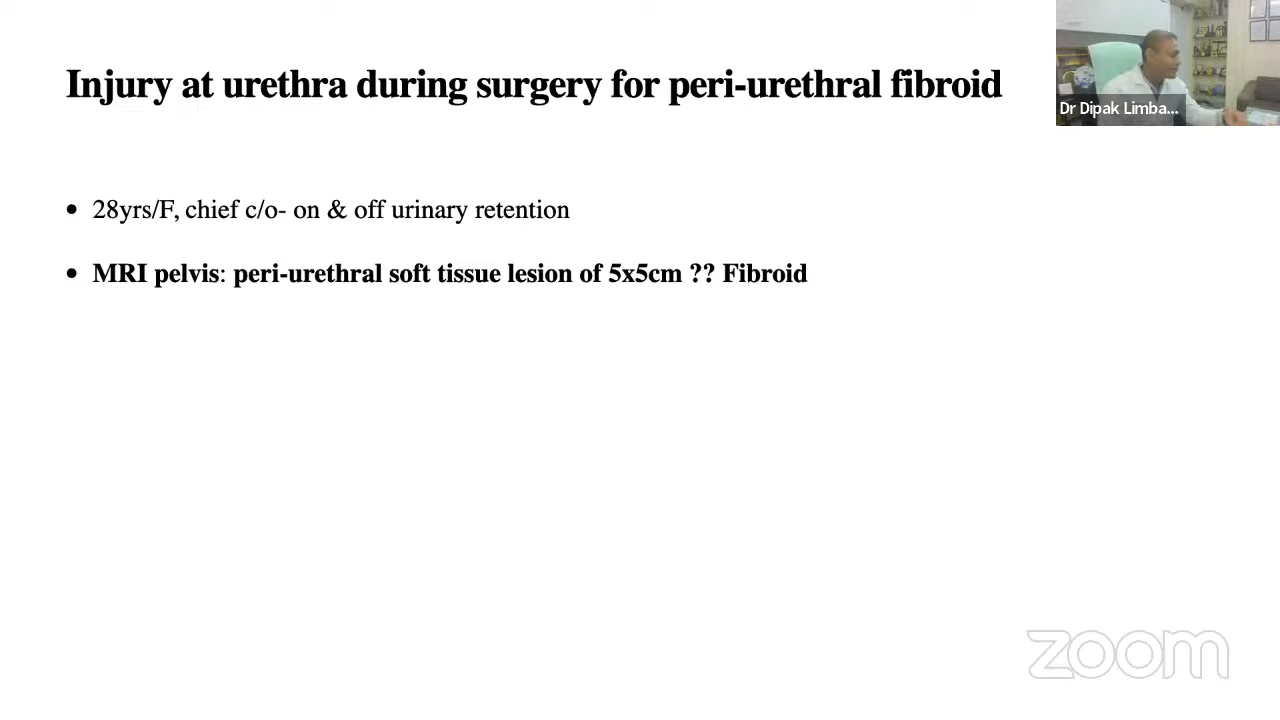 Injury at urethra during surgery for peri-urethral fibroid
Dr Dipak Limba...
• 28yrs/F, chief c/o- on & off urinary retention
• MRI pelvis: peri-urethral soft tissue lesion of 5x5cm ?? Fibroid
zoom